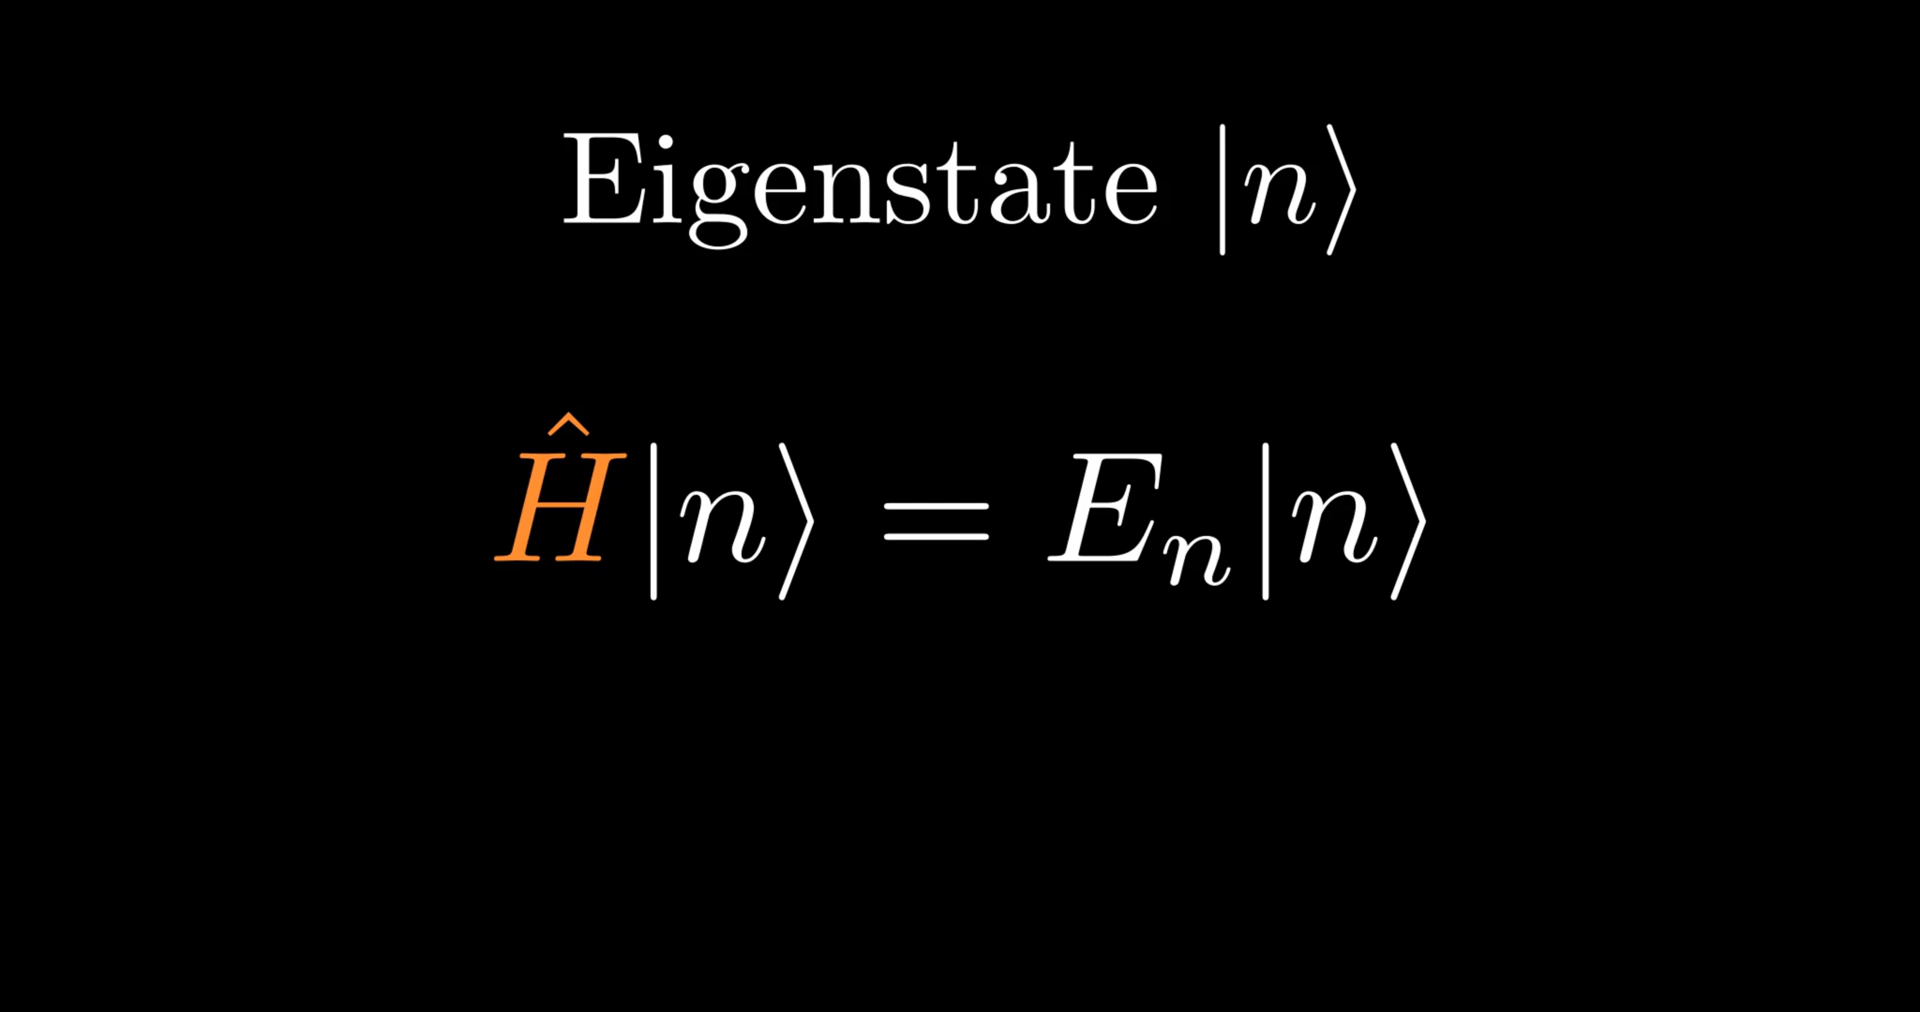 Eigenstate |n⟩
Ĥ|n⟩ = Eₙ|n⟩